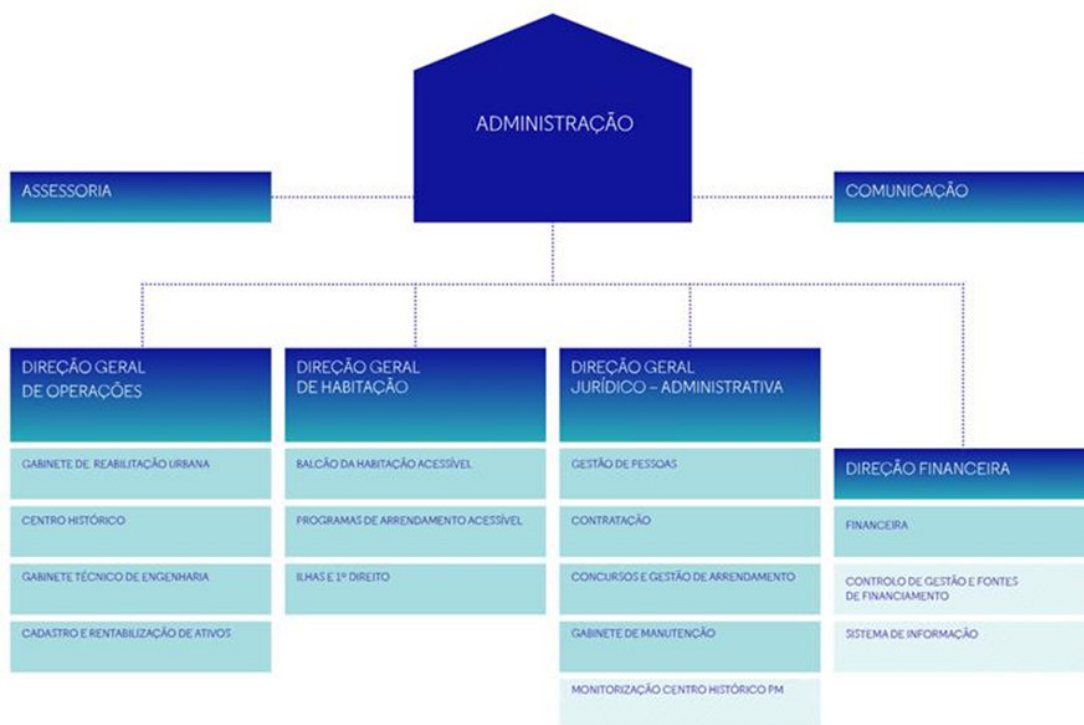 ADMINISTRAÇÃO
ASSESSORIA
COMUNICAÇÃO
DIREÇÃO GERAL
DE OPERAÇÕES
GABINETE DE REABILITAÇÃO URBANA
CENTRO HISTÓRICO
GABINETE TÉCNICO DE ENGENHARIA
CADASTRO E RENTABILIZAÇÃO DE ATIVOS
DIREÇÃO GERAL
DE HABITAÇÃO
BALCÃO DA HABITAÇÃO ACESSÍVEL
PROGRAMAS DE ARRENDAMENTO ACESSÍVEL
ILHAS E 1º DIREITO
DIREÇÃO GERAL
JURÍDICO – ADMINISTRATIVA
GESTÃO DE PESSOAS
CONTRATAÇÃO
CONCURSOS E GESTÃO DE ARRENDAMENTO
GABINETE DE MANUTENÇÃO
MONITORIZAÇÃO CENTRO HISTÓRICO PM
DIREÇÃO FINANCEIRA
FINANCEIRA
CONTROLO DE GESTÃO E FONTES
DE FINANCIAMENTO
SISTEMA DE INFORMAÇÃO